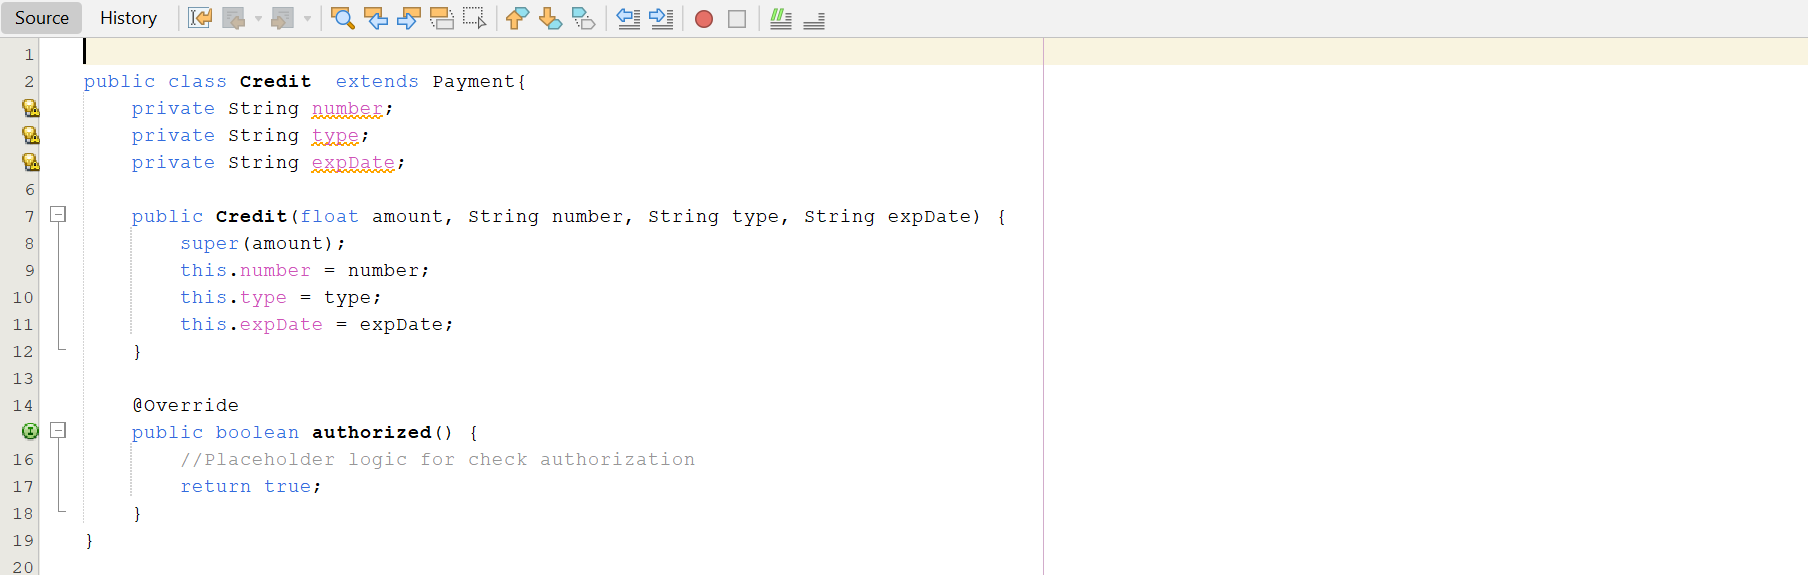 Source History
1
2 public class Credit  extends Payment{
private String number;
private String type;
private String expDate;
6
7 public Credit(float amount, String number, String type, String expDate) {
8 super(amount);
9 this.number = number;
10 this.type = type;
11 this.expDate = expDate;
12 }
13
14 @Override
public boolean authorized() {
16 //Placeholder logic for check authorization
17 return true;
18 }
19 }
20